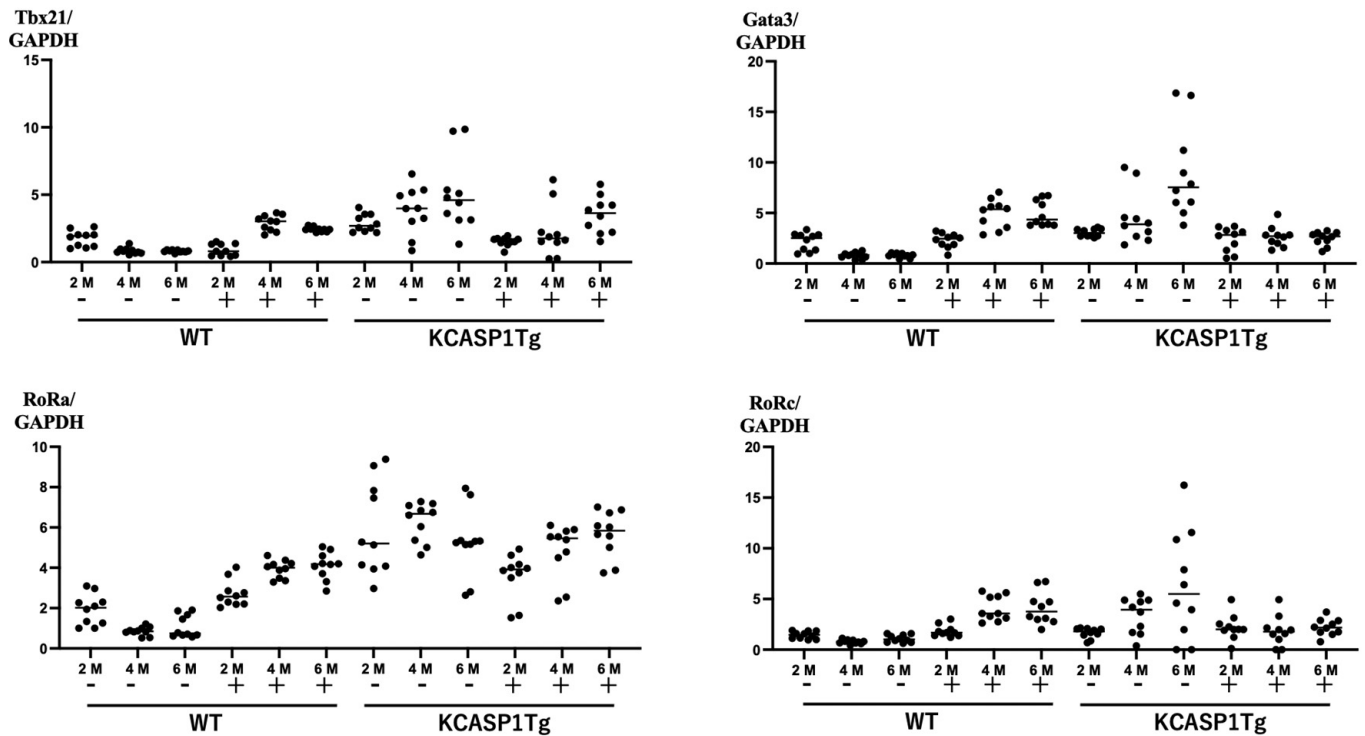 Tbx21/
GAPDH
15
10
5
0
2 M 4 M 6 M 2 M 4 M 6 M 2 M 4 M 6 M 2 M 4 M 6 M
- - - + + + - - - + + +
WT KCASP1Tg
Gata3/
GAPDH
20
15
10
5
0
2 M 4 M 6 M 2 M 4 M 6 M 2 M 4 M 6 M 2 M 4 M 6 M
- - - + + + - - - + + +
WT KCASP1Tg
RoRa/
GAPDH
10
8
6
4
2
0
2 M 4 M 6 M 2 M 4 M 6 M 2 M 4 M 6 M 2 M 4 M 6 M
- - - + + + - - - + + +
WT KCASP1Tg
RoRc/
GAPDH
20
15
10
5
0
2 M 4 M 6 M 2 M 4 M 6 M 2 M 4 M 6 M 2 M 4 M 6 M
- - - + + + - - - + + +
WT KCASP1Tg